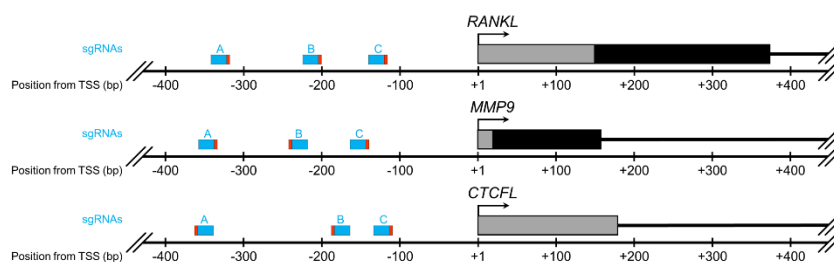 RANKL
sgRNAs A B C
Position from TSS (bp) -400 -300 -200 -100 +1 +100 +200 +300 +400
MMP9
sgRNAs A B C
Position from TSS (bp) -400 -300 -200 -100 +1 +100 +200 +300 +400
CTCFL
sgRNAs A B C
Position from TSS (bp) -400 -300 -200 -100 +1 +100 +200 +300 +400